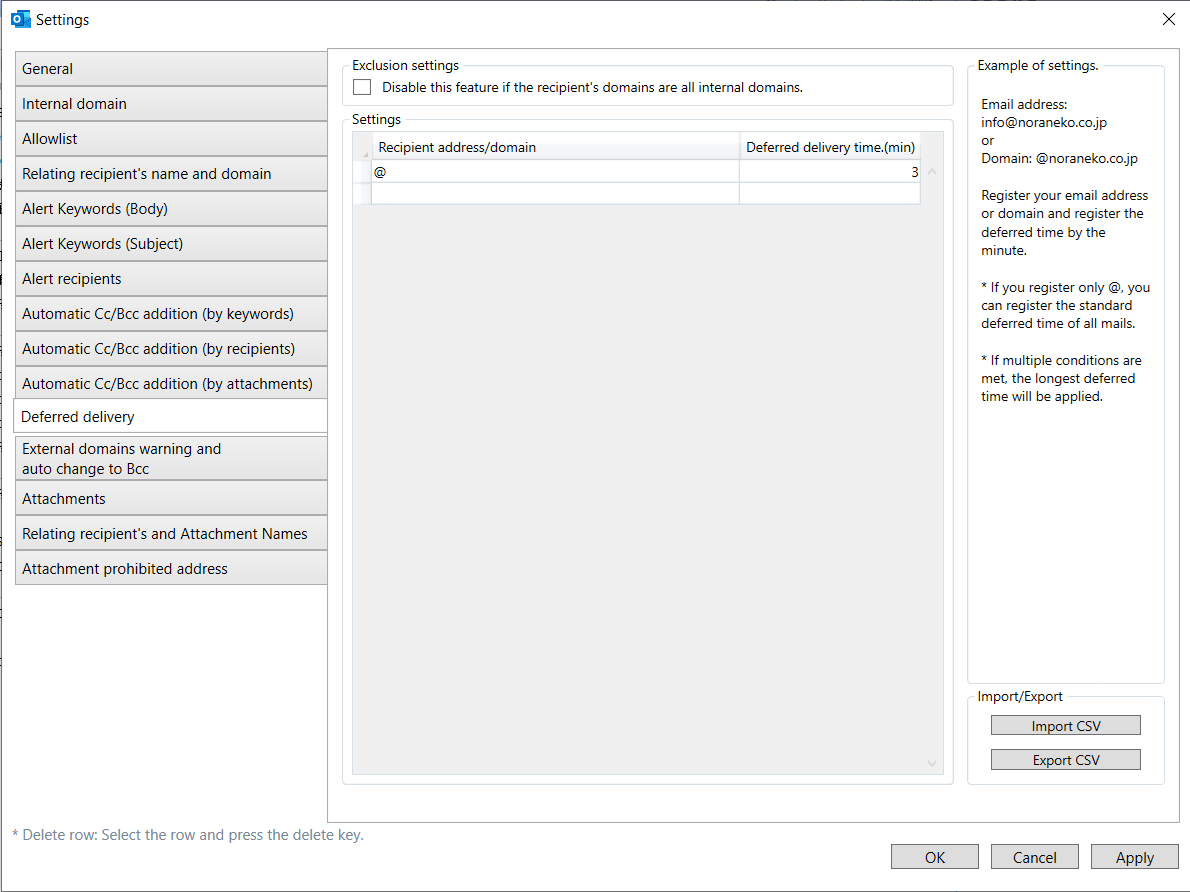 Settings
General
Internal domain
Allowlist
Relating recipient's name and domain
Alert Keywords (Body)
Alert Keywords (Subject)
Alert recipients
Automatic Cc/Bcc addition (by keywords)
Automatic Cc/Bcc addition (by recipients)
Automatic Cc/Bcc addition (by attachments)
Deferred delivery
External domains warning and
auto change to Bcc
Attachments
Relating recipient's and Attachment Names
Attachment prohibited address
Exclusion settings
Disable this feature if the recipient's domains are all internal domains.
Settings
Recipient address/domain Deferred delivery time.(min)
@ 3
Example of settings.
Email address:
info@noraneko.co.jp
or
Domain: @noraneko.co.jp
Register your email address
or domain and register the
deferred time by the
minute.
* If you register only @, you
can register the standard
deferred time of all mails.
* If multiple conditions are
met, the longest deferred
time will be applied.
Import/Export
Import CSV
Export CSV
* Delete row: Select the row and press the delete key.
OK Cancel Apply